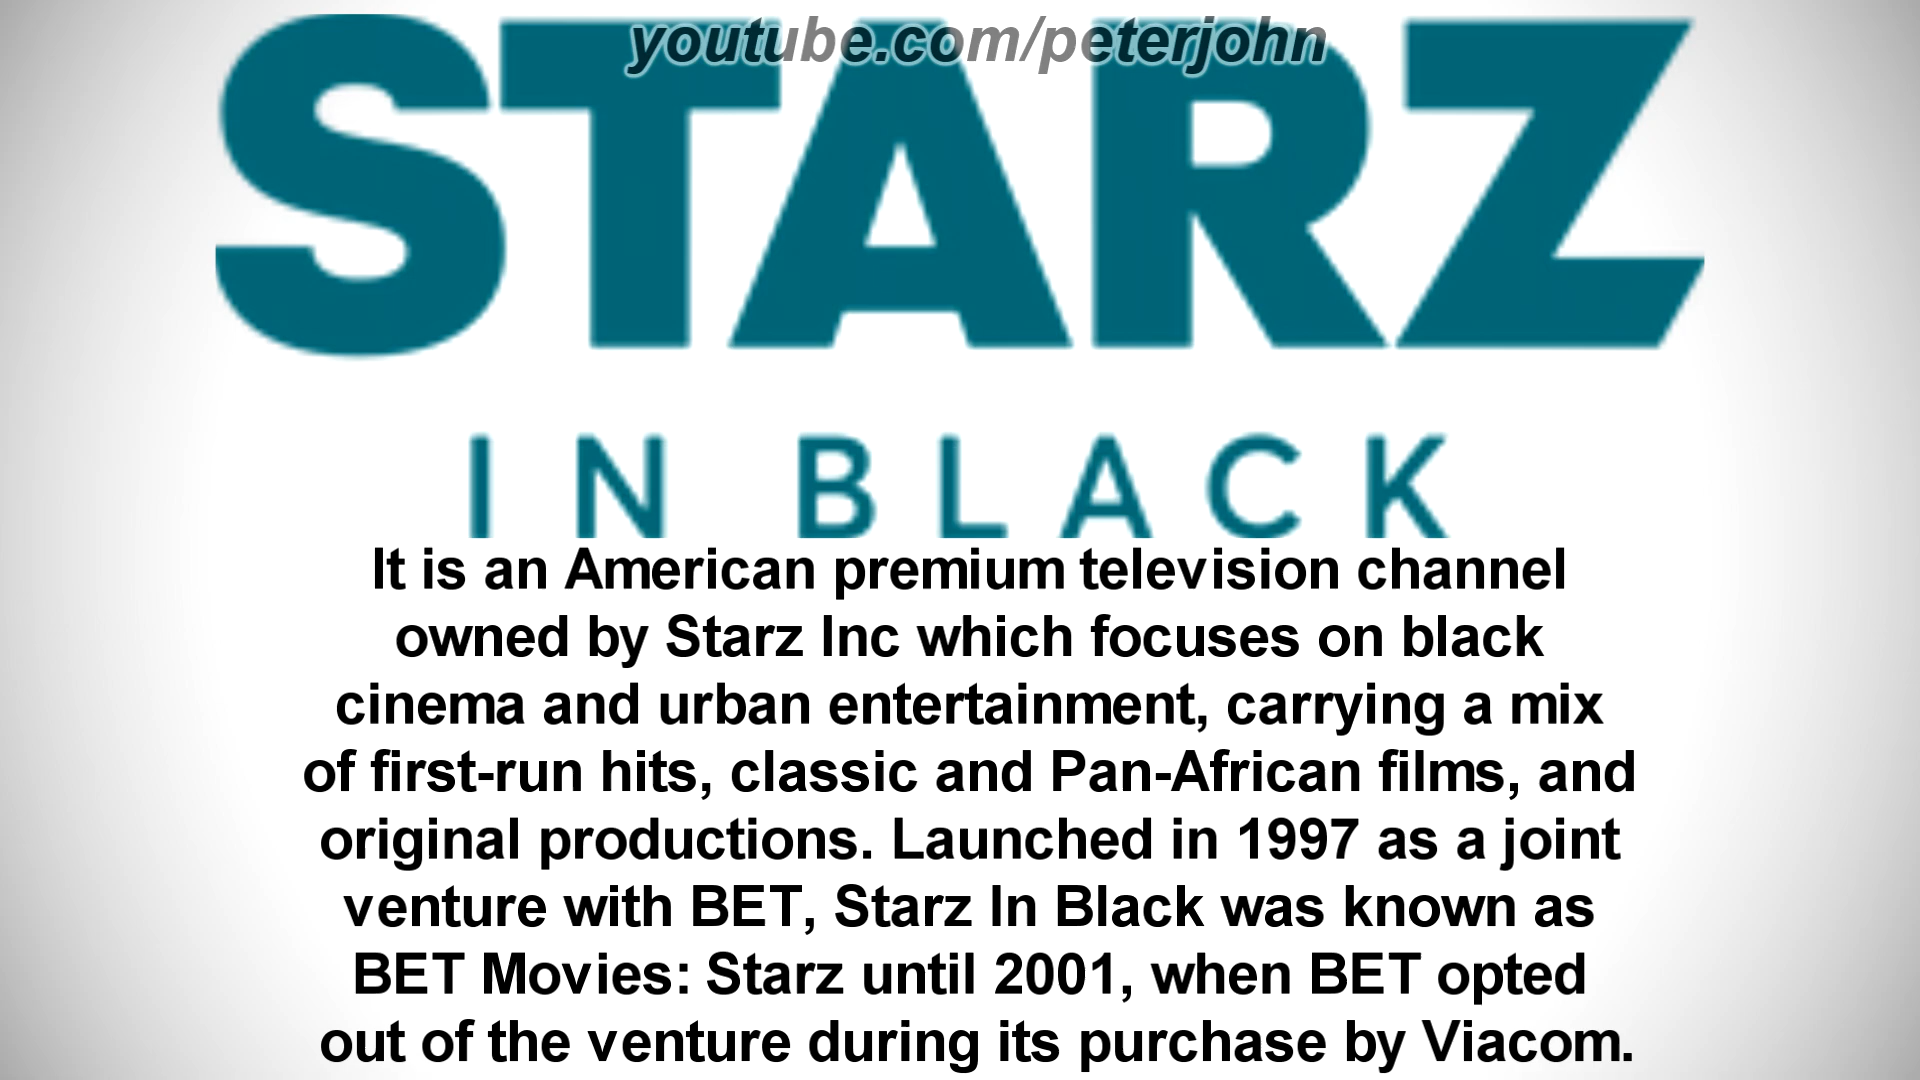 youtube.com/peterjohn
STARZ
IN BLACK
It is an American premium television channel
owned by Starz Inc which focuses on black
cinema and urban entertainment, carrying a mix
of first-run hits, classic and Pan-African films, and
original productions. Launched in 1997 as a joint
venture with BET, Starz In Black was known as
BET Movies: Starz until 2001, when BET opted
out of the venture during its purchase by Viacom.